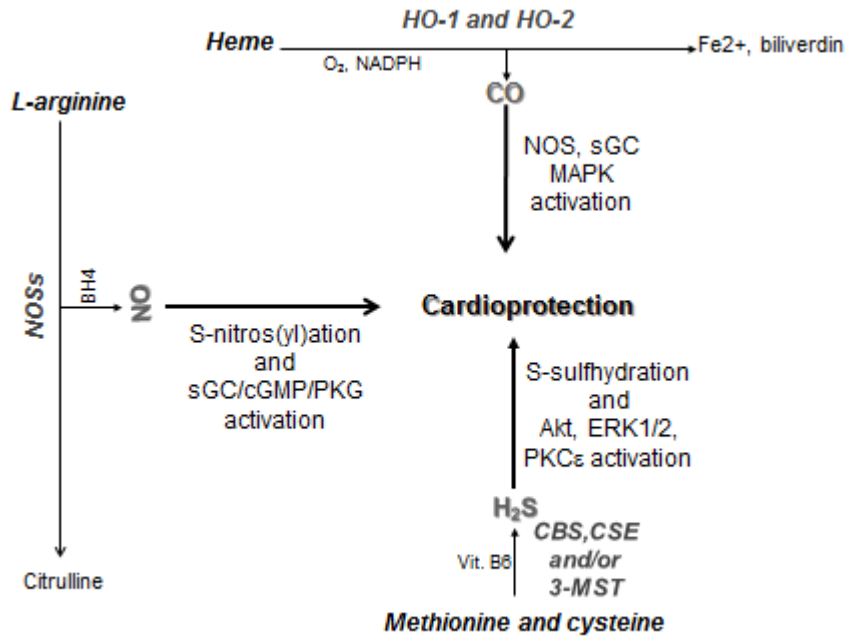 HO-1 and HO-2
Heme
O₂, NADPH
Fe2+, biliverdin
CO
L-arginine
NOS, sGC
MAPK
activation
NOSs
BH4
NO
Cardioprotection
S-nitros(yl)ation
and
sGC/cGMP/PKG
activation
S-sulfhydration
and
Akt, ERK1/2,
PKCε activation
H₂S
CBS,CSE
and/or
3-MST
Vit. B6
Citrulline
Methionine and cysteine